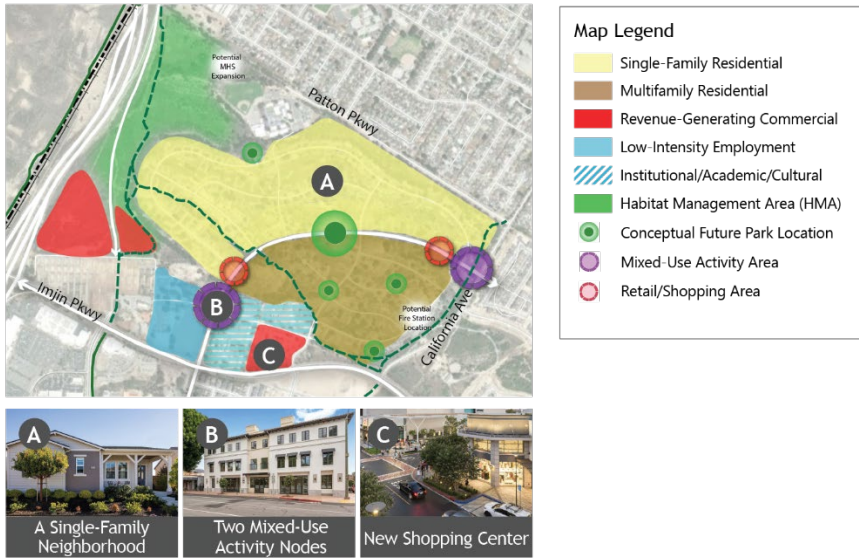 Potential
MHS
Expansion
Patton Pkwy
A
B
C
Imjin Pkwy
Potential
Fire Station
Location
California Ave
Map Legend
Single-Family Residential
Multifamily Residential
Revenue-Generating Commercial
Low-Intensity Employment
Institutional/Academic/Cultural
Habitat Management Area (HMA)
Conceptual Future Park Location
Mixed-Use Activity Area
Retail/Shopping Area
A
A Single-Family
Neighborhood
B
Two Mixed-Use
Activity Nodes
C
New Shopping Center